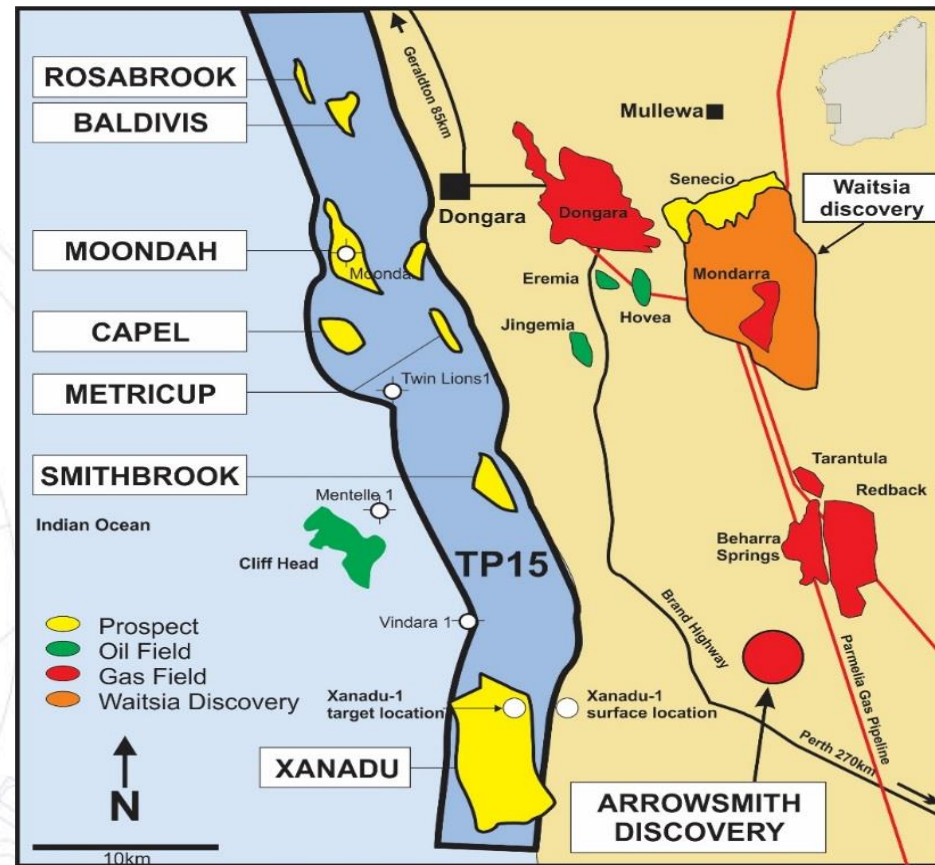 ROSABROOK
BALDIVIS
Geraldton 85km
Mullewa
Senecio
Waitsia
discovery
Dongara
Dongara
MOONDAH
Moonda
Eremia
Mondarra
Hovea
Jingemia
CAPEL
METRICUP
Twin Lions1
SMITHBROOK
Mentelle 1
Indian Ocean
Cliff Head
Tarantula
Redback
Beharra
Springs
TP15
Brand Highway
Vindara 1
Prospect
Oil Field
Gas Field
Waitsia Discovery
Parmelia Gas Pipeline
Xanadu-1
target location
Xanadu-1
surface location
XANADU
Perth 270km
ARROWSMITH
DISCOVERY
N
10km